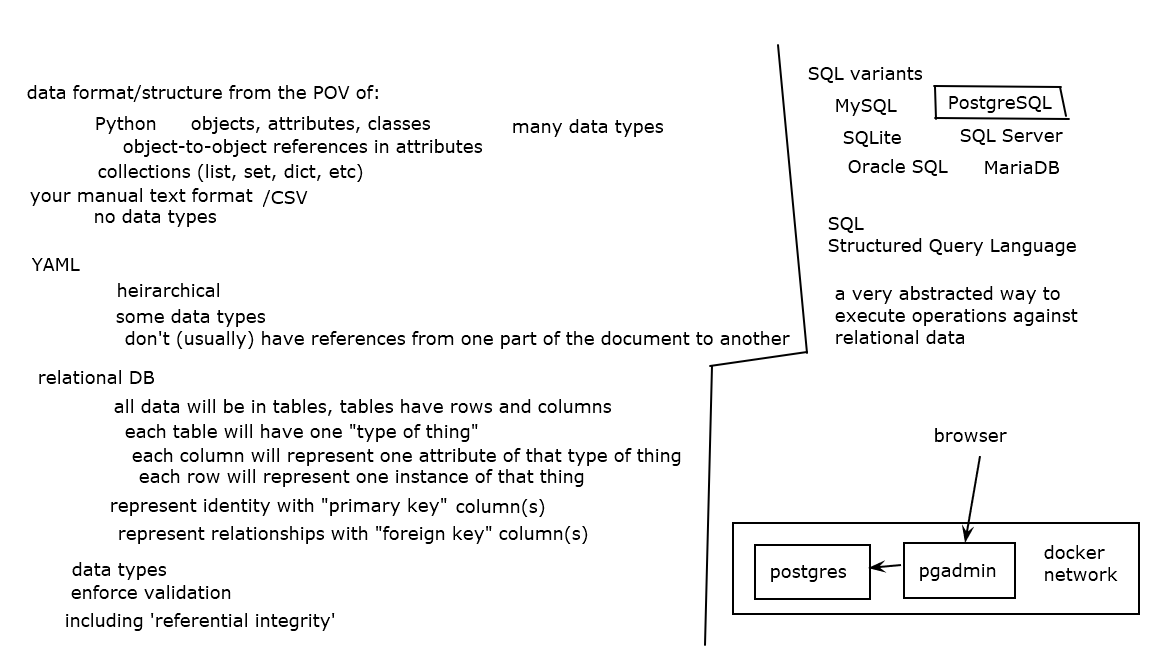 data format/structure from the POV of:
Python objects, attributes, classes many data types
object-to-object references in attributes
collections (list, set, dict, etc)
your manual text format /CSV
no data types
YAML
heirarchical
some data types
don't (usually) have references from one part of the document to another
relational DB
all data will be in tables, tables have rows and columns
each table will have one "type of thing"
each column will represent one attribute of that type of thing
each row will represent one instance of that thing
represent identity with "primary key" column(s)
represent relationships with "foreign key" column(s)
data types
enforce validation
including 'referential integrity'
SQL variants
MySQL PostgreSQL
SQLite SQL Server
Oracle SQL MariaDB
SQL
Structured Query Language
a very abstracted way to
execute operations against
relational data
browser
postgres pgadmin docker
network